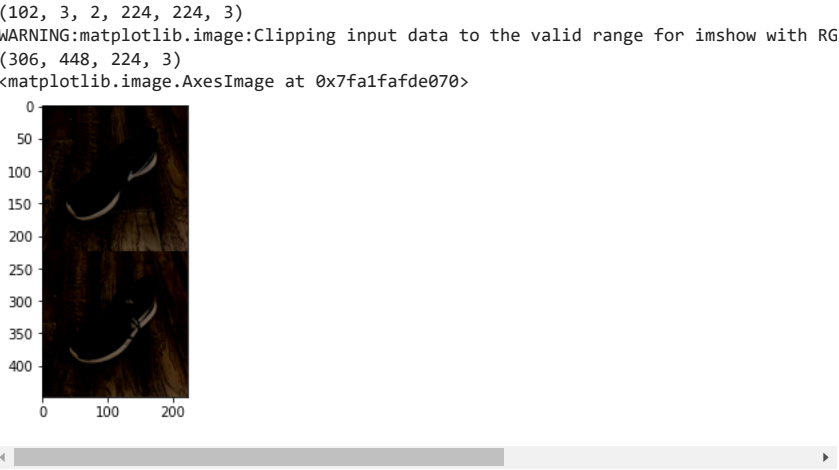 (102, 3, 2, 224, 224, 3)
WARNING:matplotlib.image:Clipping input data to the valid range for imshow with RG
(306, 448, 224, 3)
<matplotlib.image.AxesImage at 0x7fa1fafde070>
0
50
100
150
200
250
300
350
400
0 100 200